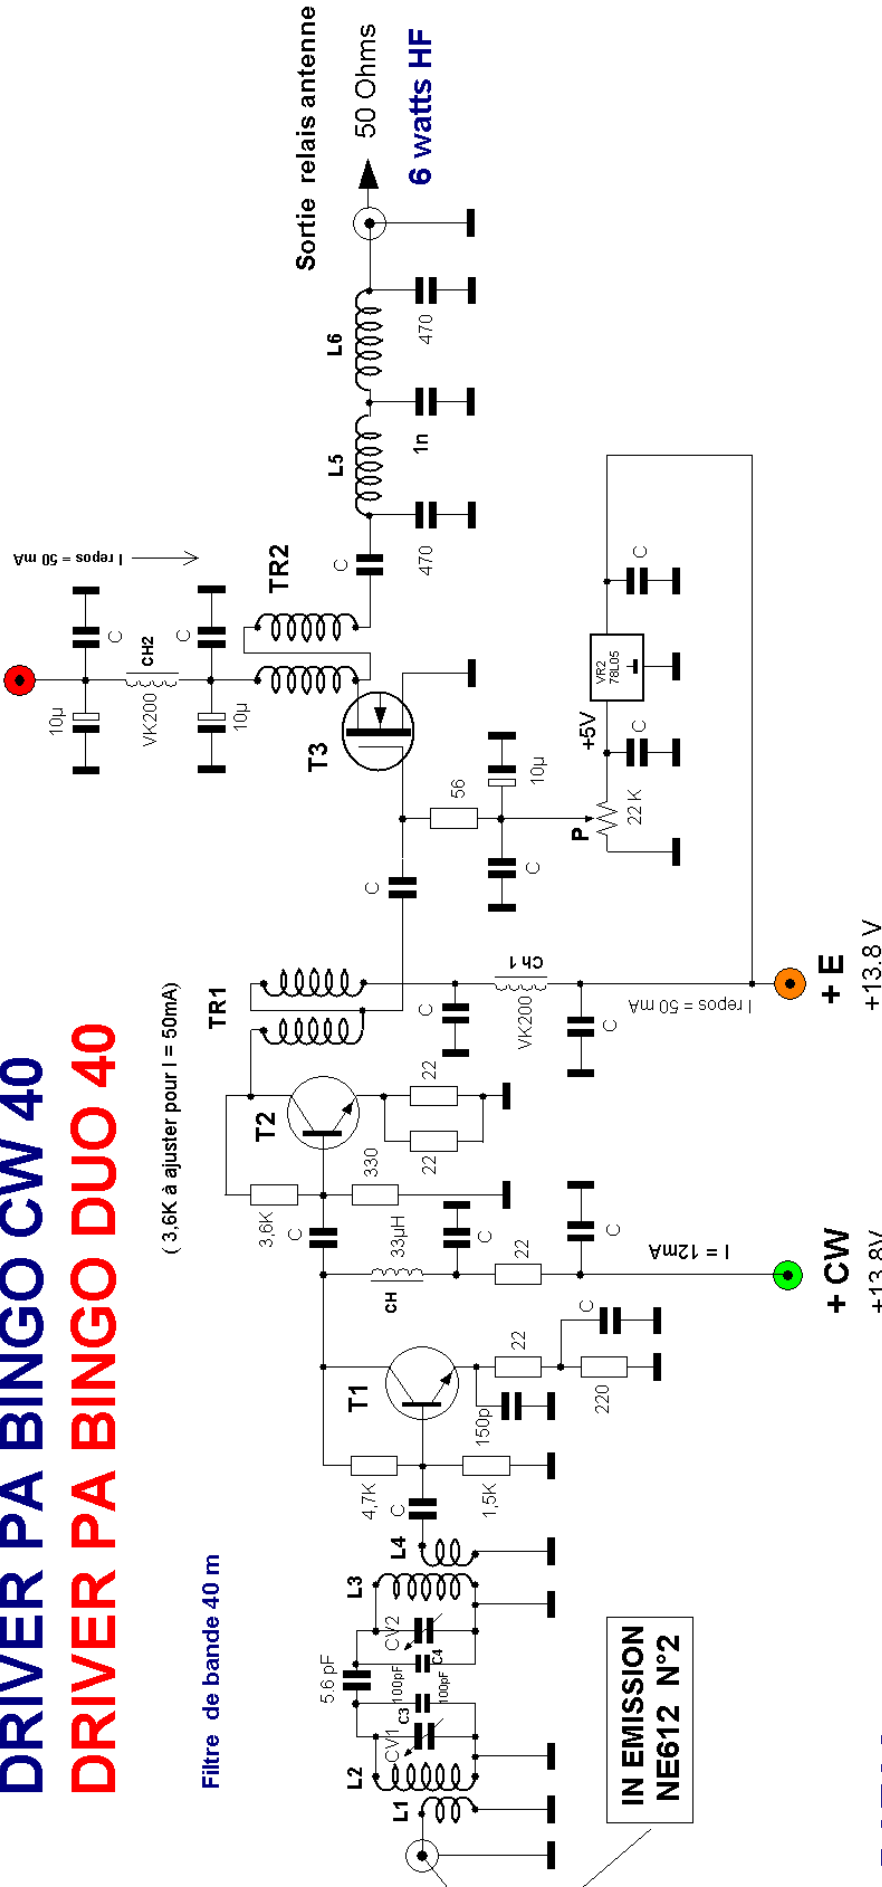 DRIVER PA BINGO CW 40
DRIVER PA BINGO DUO 40
( 3,6K à ajuster pour I = 50mA)
Filtre de bande 40 m
Sortie relais antenne
50 Ohms
6 watts HF
I repos = 50 mA
10µ
C
CH2
VK200
10µ
C
TR2
C
L5
L6
470
1n
470
T3
56
10µ
C
P
22 K
+5V
C
VR2
78L05
C
C
TR1
C
Ch 1
VK200
C
I repos = 50 mA
+ E
+13.8 V
T2
3,6K
330
22
22
C
33µH
CH
C
22
C
I = 12mA
+ CW
+13.8V
T1
4,7K
1,5K
150p
22
C
220
C
L4
L3
CV2
C4
100pF
5.6 pF
100pF
C3
CV1
L2
L1
IN EMISSION
NE612 N°2